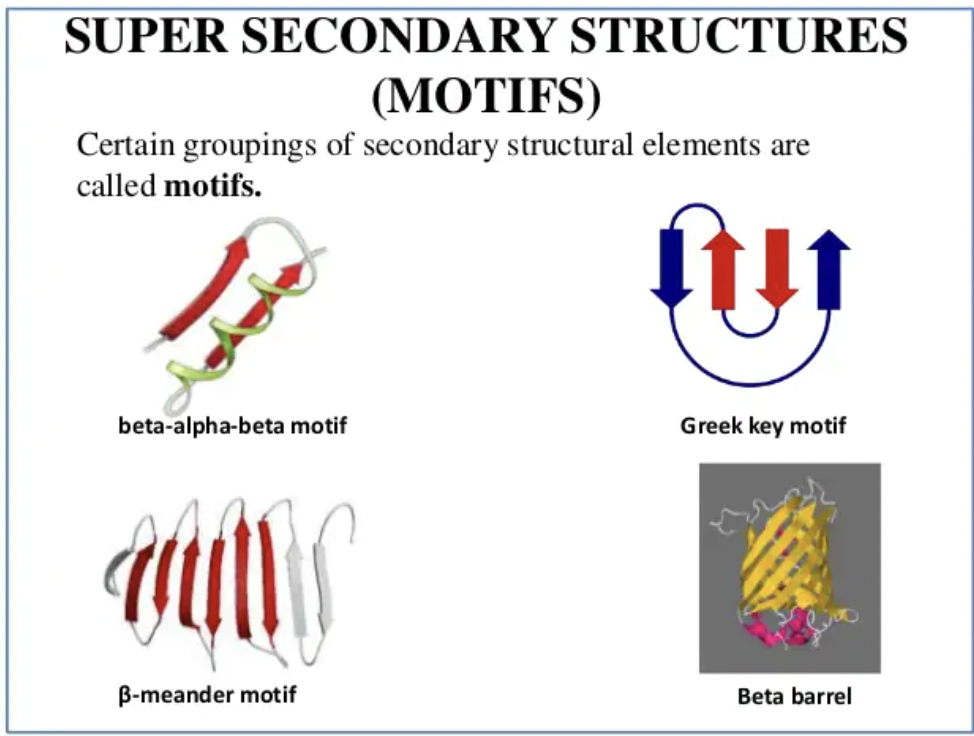 SUPER SECONDARY STRUCTURES
(MOTIFS)
Certain groupings of secondary structural elements are
called motifs.
beta-alpha-beta motif
Greek key motif
β-meander motif
Beta barrel